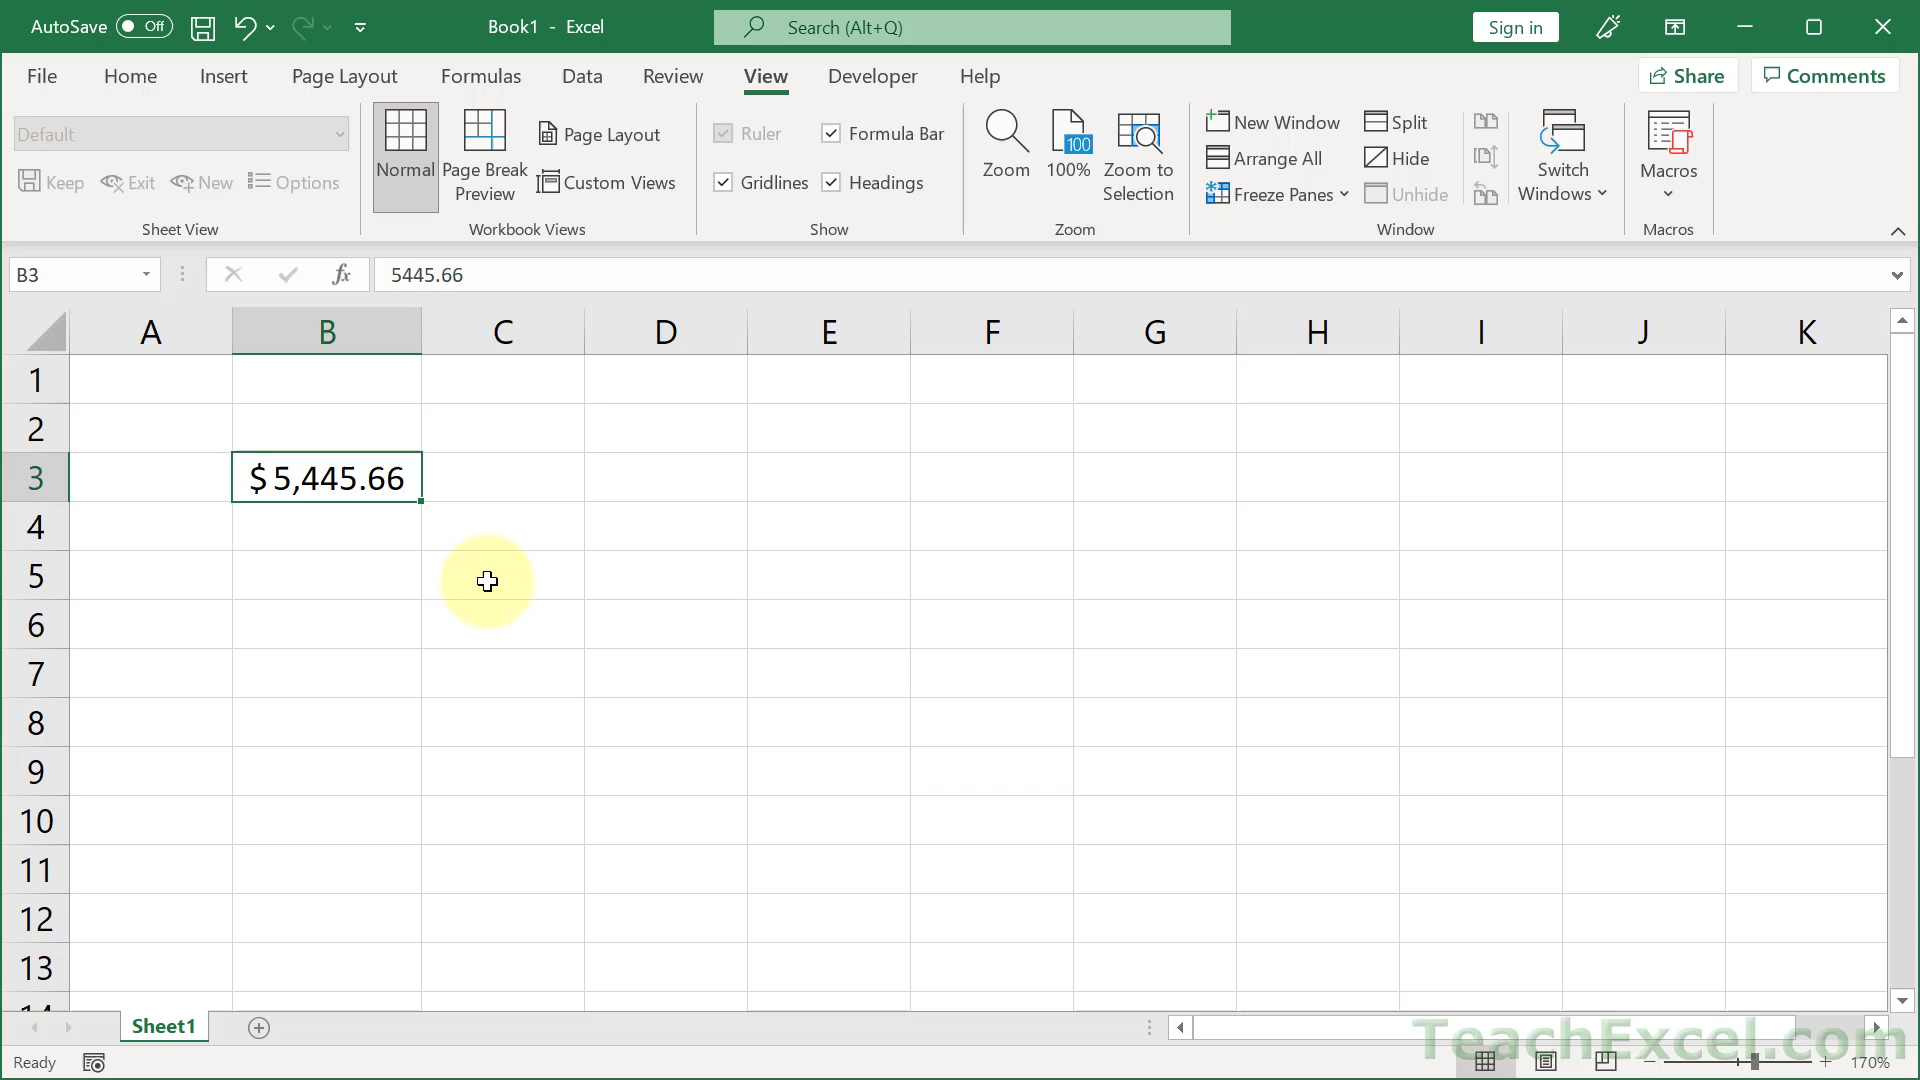 AutoSave Off Book1 - Excel Search (Alt+Q) Sign in
File Home Insert Page Layout Formulas Data Review View Developer Help Share Comments
Default
Keep Exit New Options
Sheet View
Normal
Page Break Preview
Page Layout
Custom Views
Workbook Views
Ruler Formula Bar
Gridlines Headings
Show
Zoom
100
100%
Zoom to Selection
Zoom
New Window
Arrange All
Freeze Panes
Split
Hide
Unhide
Switch Windows
Window
Macros
Macros
B3 fx 5445.66
A B C D E F G H I J K
1
2
3 $ 5,445.66
4
5
6
7
8
9
10
11
12
13
14
Sheet1
TeachExcel.com
Ready 170%